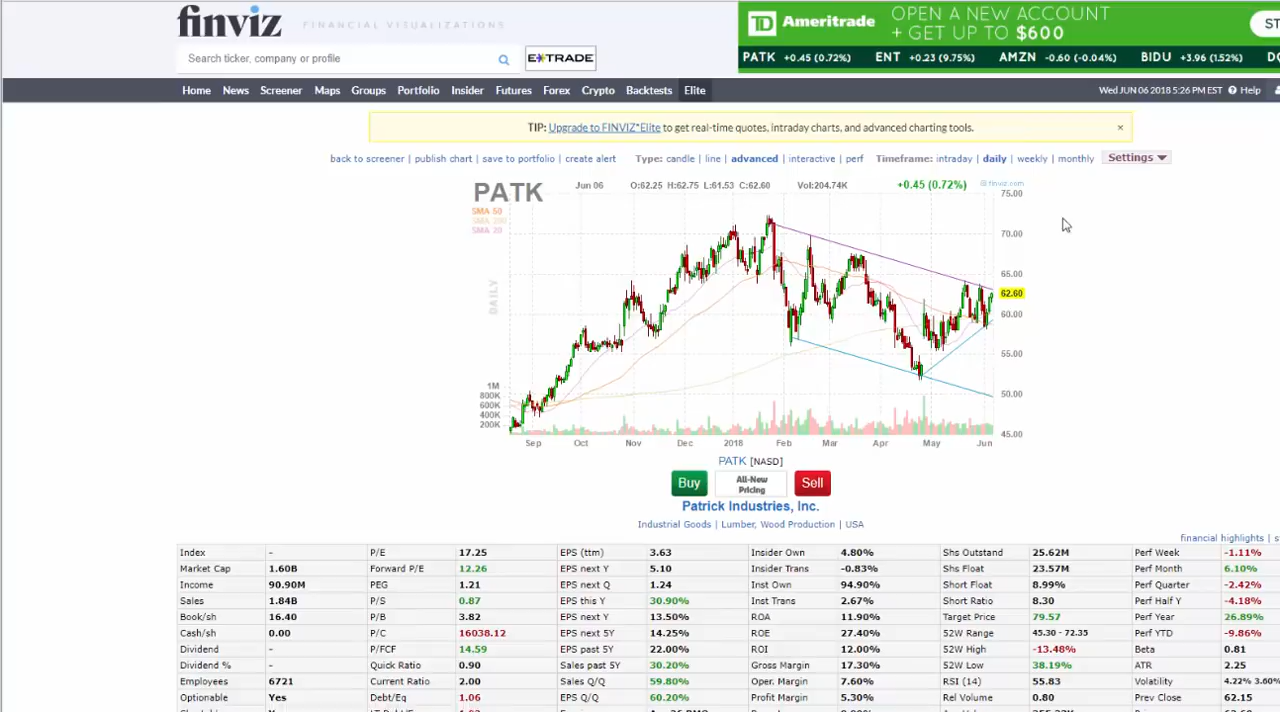 finviz FINANCIAL VISUALIZATIONS
TD Ameritrade OPEN A NEW ACCOUNT
+ GET UP TO $600
Search ticker, company or profile E*TRADE
PATK +0.45 (0.72%) ENT +0.23 (9.75%) AMZN -0.60 (-0.04%) BIDU +3.96 (1.52%)
Home News Screener Maps Groups Portfolio Insider Futures Forex Crypto Backtests Elite Wed JUN 06 2018 5:26 PM EST Help
TIP: Upgrade to FINVIZ*Elite to get real-time quotes, intraday charts, and advanced charting tools. ×
back to screener | publish chart | save to portfolio | create alert Type: candle | line | advanced | interactive | perf Timeframe: intraday | daily | weekly | monthly Settings
PATK Jun 06 O:62.25 H:62.75 L:61.53 C:62.60 Vol:204.74K +0.45 (0.72%) finviz.com
SMA 50
SMA 200
SMA 20
DAILY
75.00
70.00
65.00
62.60
60.00
55.00
50.00
45.00
1M
800K
600K
400K
200K
Sep Oct Nov Dec 2018 Feb Mar Apr May Jun
PATK [NASD]
Buy All-New Pricing Sell
Patrick Industries, Inc.
Industrial Goods | Lumber, Wood Production | USA
financial highlights |
Index - P/E 17.25 EPS (ttm) 3.63 Insider Own 4.80% Shs Outstand 25.62M Perf Week -1.11%
Market Cap 1.60B Forward P/E 12.26 EPS next Y 5.10 Insider Trans -0.83% Shs Float 23.57M Perf Month 6.10%
Income 90.90M PEG 1.21 EPS next Q 1.24 Inst Own 94.90% Short Float 8.99% Perf Quarter -2.42%
Sales 1.84B P/S 0.87 EPS this Y 30.90% Inst Trans 2.67% Short Ratio 8.30 Perf Half Y -4.18%
Book/sh 16.40 P/B 3.82 EPS next Y 13.50% ROA 11.90% Target Price 79.57 Perf Year 26.89%
Cash/sh 0.00 P/C 16038.12 EPS next 5Y 14.25% ROE 27.40% 52W Range 45.30 - 72.35 Perf YTD -9.86%
Dividend - P/FCF 14.59 EPS past 5Y 22.00% ROI 12.00% 52W High -13.48% Beta 0.81
Dividend % - Quick Ratio 0.90 Sales past 5Y 30.20% Gross Margin 17.30% 52W Low 38.19% ATR 2.25
Employees 6721 Current Ratio 2.00 Sales Q/Q 59.80% Oper. Margin 7.60% RSI (14) 55.83 Volatility 4.22% 3.60%
Optionable Yes Debt/Eq 1.06 EPS Q/Q 60.20% Profit Margin 5.30% Rel Volume 0.80 Prev Close 62.15